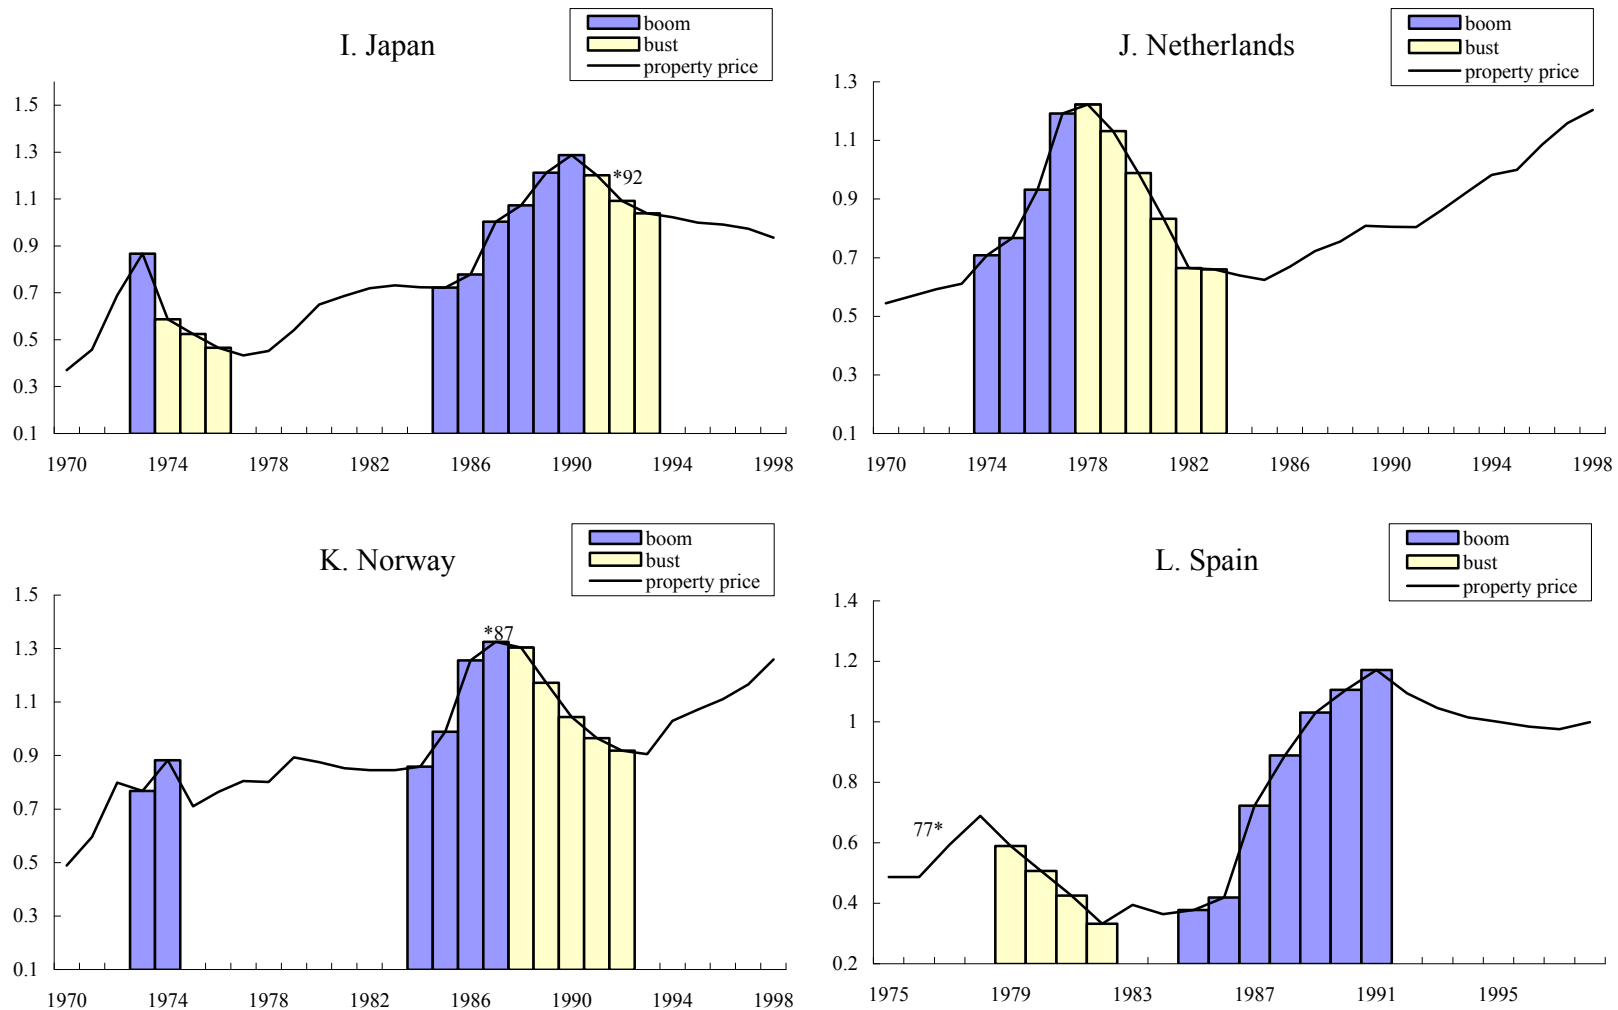 I. Japan
boom
bust
property price
1.5
1.3
1.1
0.9
0.7
0.5
0.3
0.1
*92
1970 1974 1978 1982 1986 1990 1994 1998
J. Netherlands
boom
bust
property price
1.3
1.1
0.9
0.7
0.5
0.3
0.1
1970 1974 1978 1982 1986 1990 1994 1998
K. Norway
boom
bust
property price
1.5
1.3
1.1
0.9
0.7
0.5
0.3
0.1
*87
1970 1974 1978 1982 1986 1990 1994 1998
L. Spain
boom
bust
property price
1.4
1.2
1
0.8
0.6
0.4
0.2
77*
1975 1979 1983 1987 1991 1995